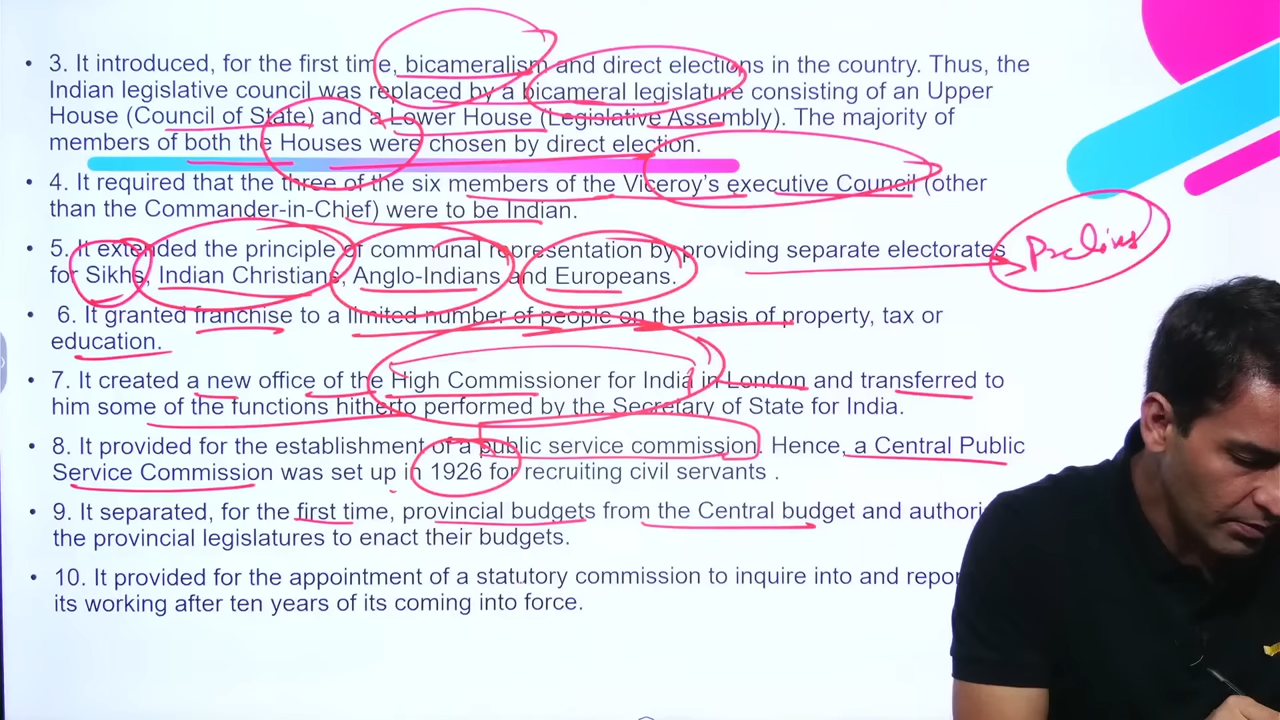 • 3. It introduced, for the first time, bicameralism and direct elections in the country. Thus, the
Indian legislative council was replaced by a bicameral legislature consisting of an Upper
House (Council of State) and a Lower House (Legislative Assembly). The majority of
members of both the Houses were chosen by direct election.
• 4. It required that the three of the six members of the Viceroy's executive Council (other
than the Commander-in-Chief) were to be Indian.
• 5. It extended the principle of communal representation by providing separate electorates
for Sikhs, Indian Christians, Anglo-Indians and Europeans.
Prelims
• 6. It granted franchise to a limited number of people on the basis of property, tax or
education.
• 7. It created a new office of the High Commissioner for India in London and transferred to
him some of the functions hitherto performed by the Secretary of State for India.
• 8. It provided for the establishment of a public service commission. Hence, a Central Public
Service Commission was set up in 1926 for recruiting civil servants .
• 9. It separated, for the first time, provincial budgets from the Central budget and authori
the provincial legislatures to enact their budgets.
• 10. It provided for the appointment of a statutory commission to inquire into and repo
its working after ten years of its coming into force.